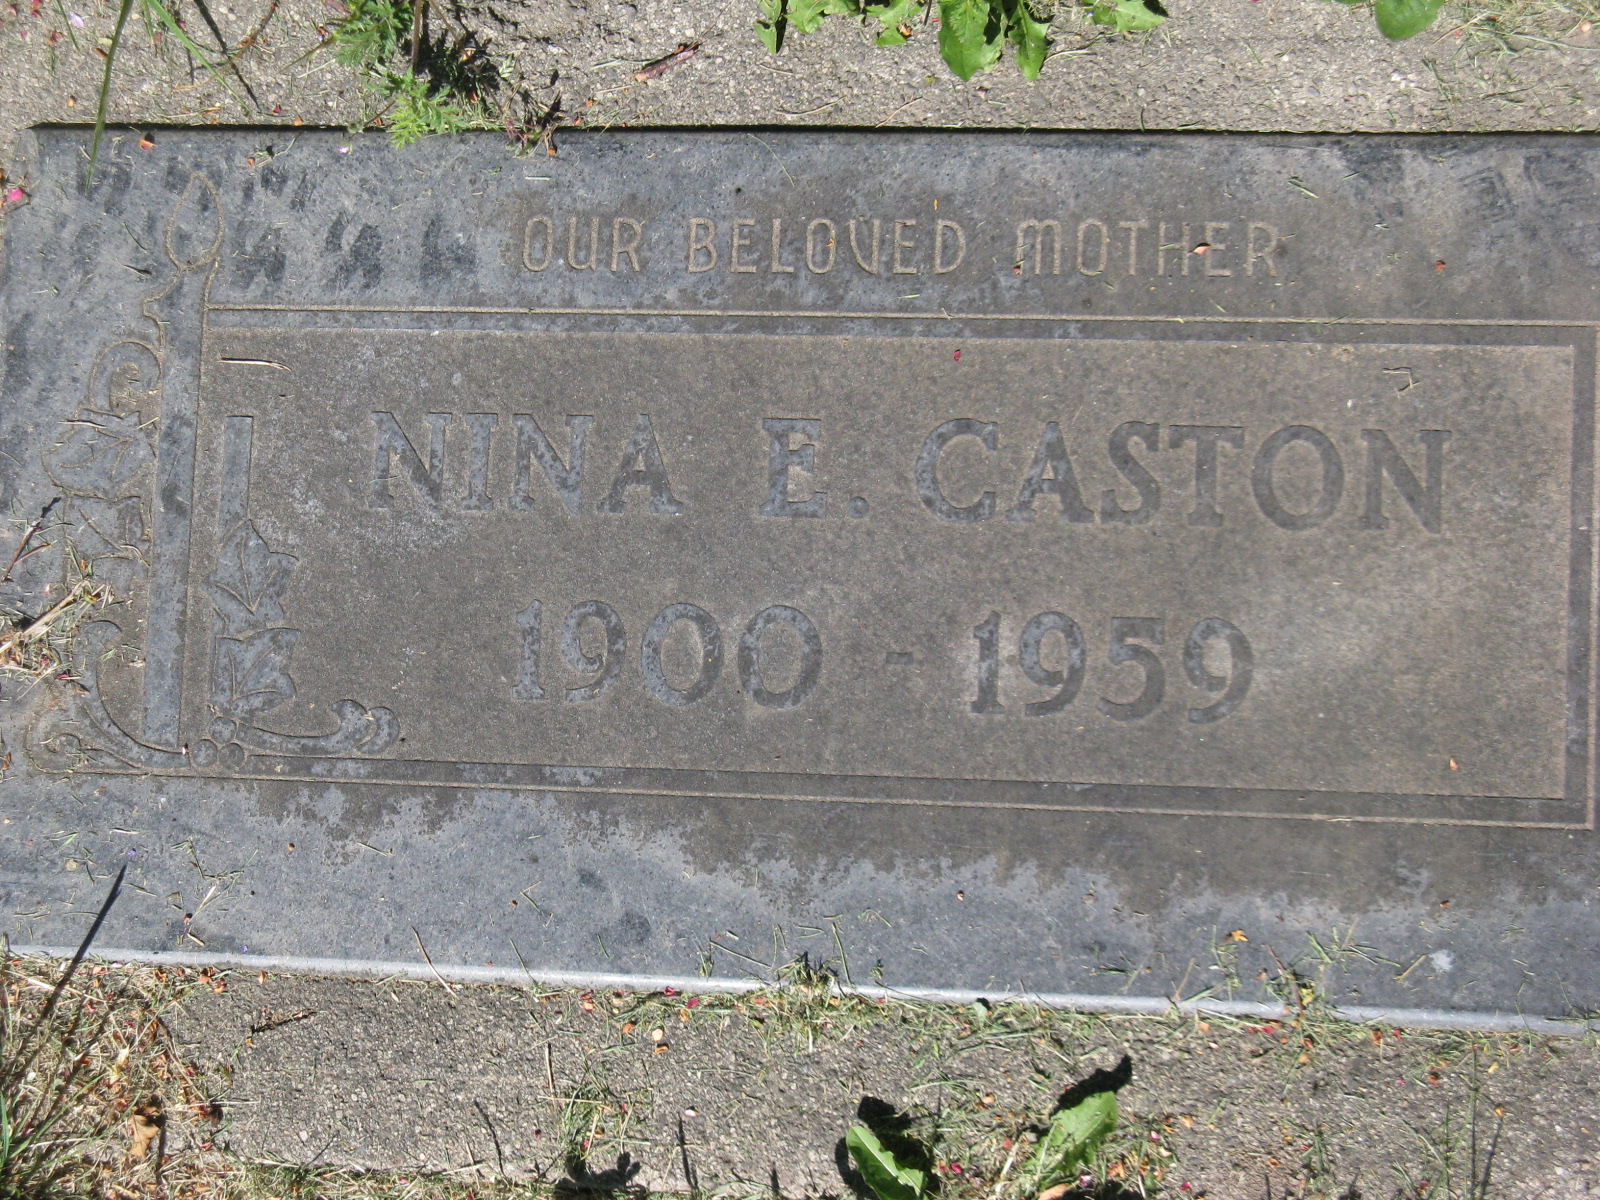 OUR BELOVED MOTHER
NINA E. CASTON
1900 - 1959